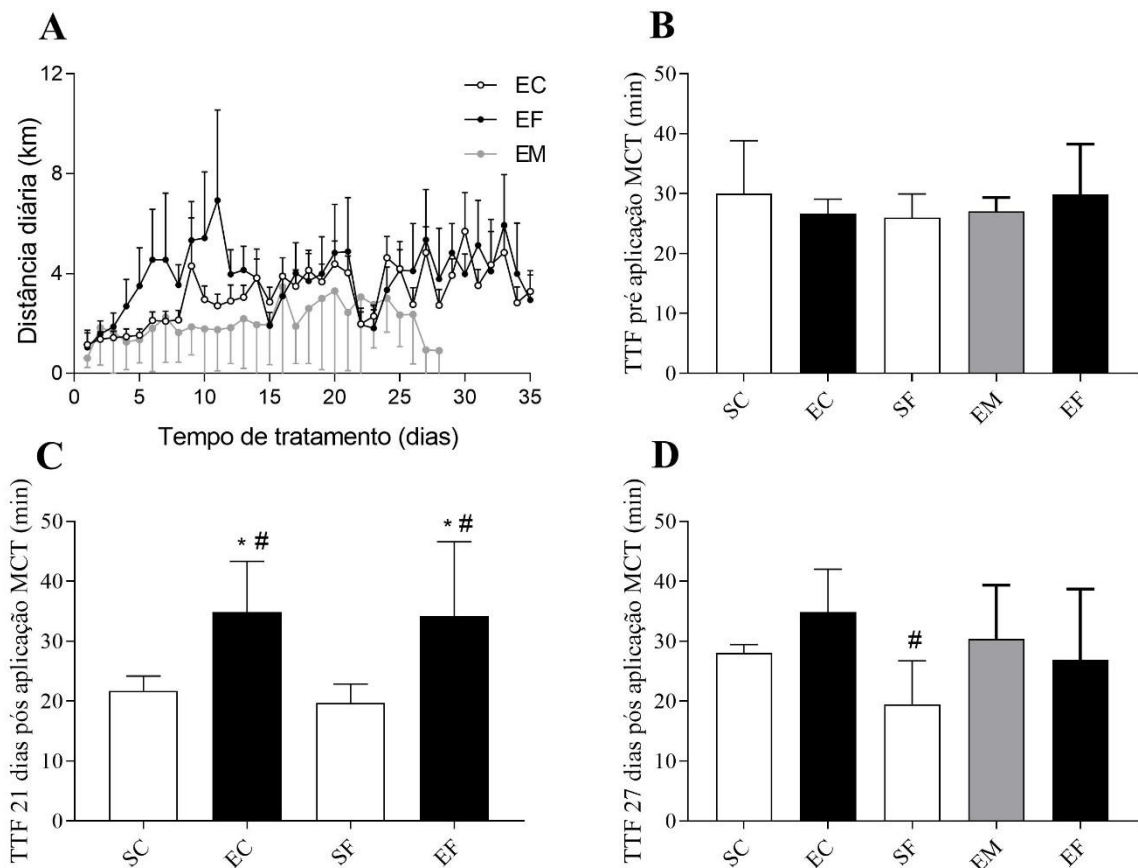 A
Distância diária (km)
12
8
4
0
EC
EF
EM
0 5 10 15 20 25 30 35
Tempo de tratamento (dias)
B
TTF pré aplicação MCT (min)
50
40
30
20
10
0
SC EC SF EM EF
C
TTF 21 dias pós aplicação MCT (min)
50
40
30
20
10
0
* #
* #
SC EC SF EF
D
TTF 27 dias pós aplicação MCT (min)
50
40
30
20
10
0
#
SC EC SF EM EF